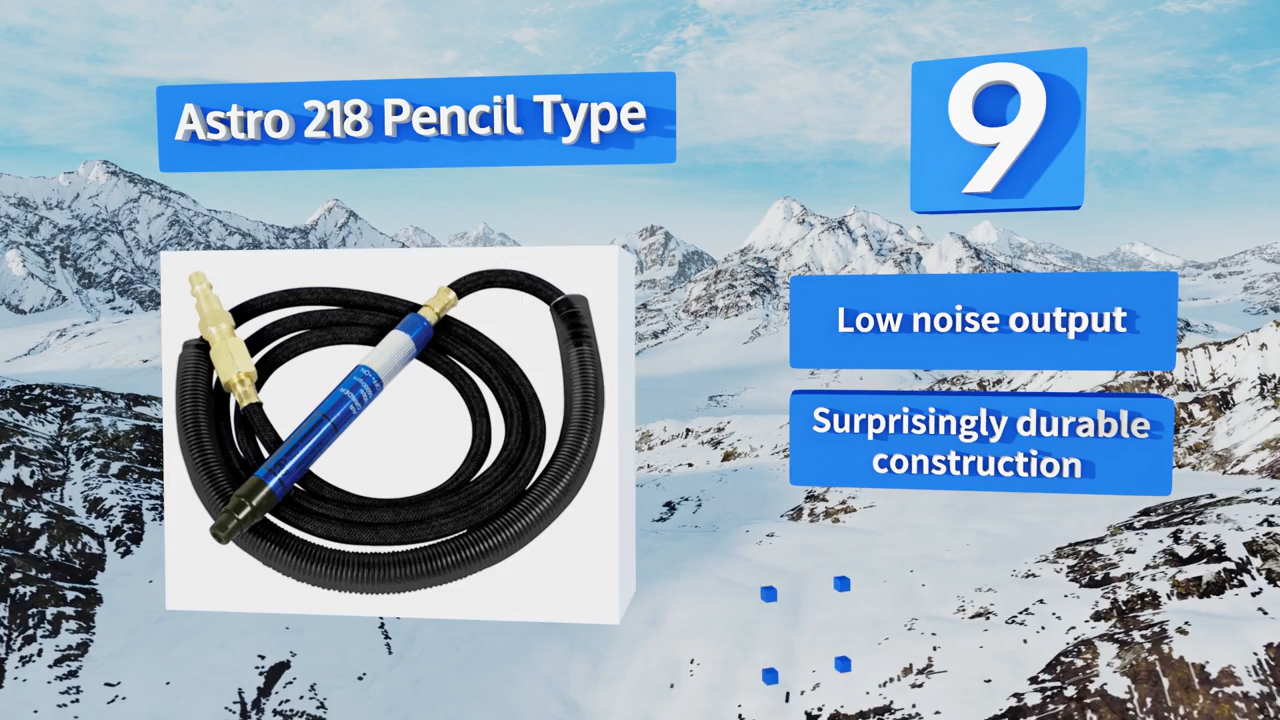 Astro 218 Pencil Type
9
Low noise output
Surprisingly durable
construction